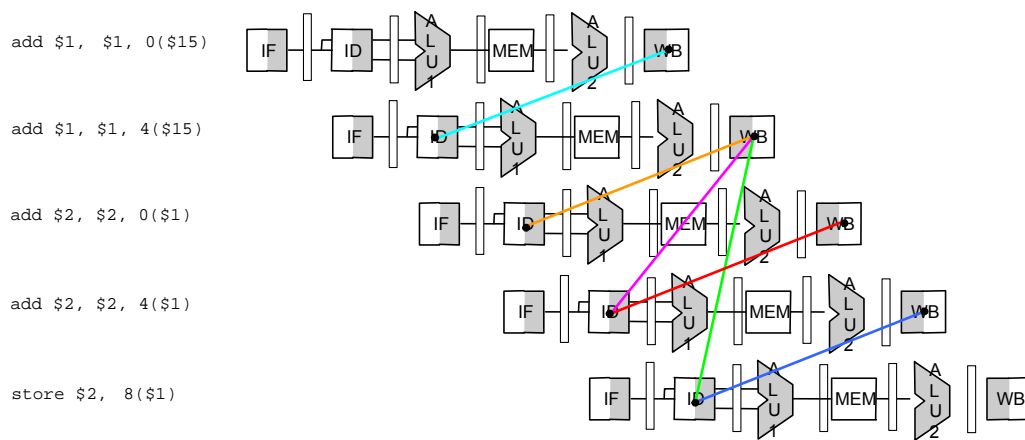 add $1, $1, 0($15) IF ID ALU1 MEM ALU2 WB
add $1, $1, 4($15) IF ID ALU1 MEM ALU2 WB
add $2, $2, 0($1) IF ID ALU1 MEM ALU2 WB
add $2, $2, 4($1) IF ID ALU1 MEM ALU2 WB
store $2, 8($1) IF ID ALU1 MEM ALU2 WB